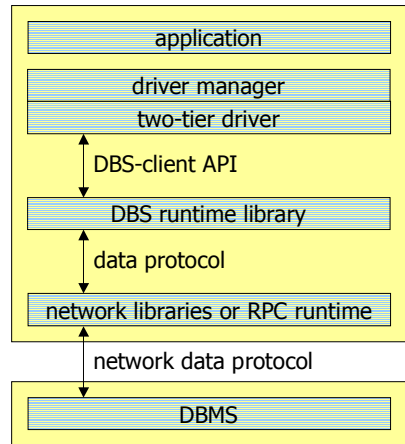 application
driver manager
two-tier driver
DBS-client API
DBS runtime library
data protocol
network libraries or RPC runtime
network data protocol
DBMS